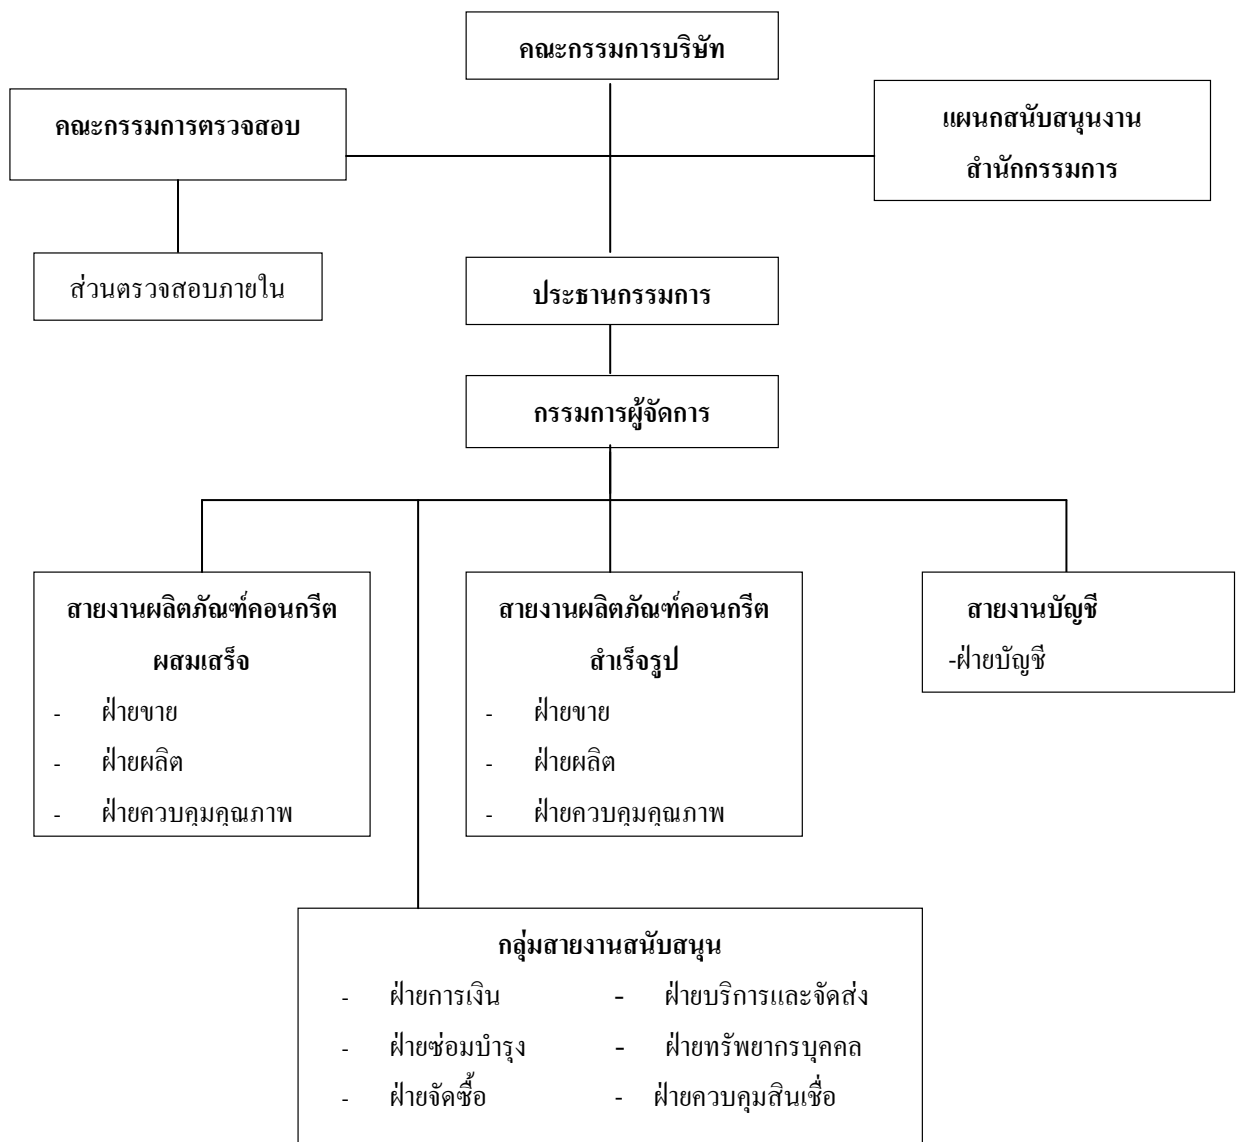 คณะกรรมการบริษัท
คณะกรรมการตรวจสอบ
แผนกสนับสนุนงาน
สำนักกรรมการ
ส่วนตรวจสอบภายใน
ประธานกรรมการ
กรรมการผู้จัดการ
สายงานผลิตภัณฑ์คอนกรีต
ผสมเสร็จ
- ฝ่ายขาย
- ฝ่ายผลิต
- ฝ่ายควบคุมคุณภาพ
สายงานผลิตภัณฑ์คอนกรีต
สำเร็จรูป
- ฝ่ายขาย
- ฝ่ายผลิต
- ฝ่ายควบคุมคุณภาพ
สายงานบัญชี
-ฝ่ายบัญชี
กลุ่มสายงานสนับสนุน
- ฝ่ายการเงิน - ฝ่ายบริการและจัดส่ง
- ฝ่ายซ่อมบำรุง - ฝ่ายทรัพยากรบุคคล
- ฝ่ายจัดซื้อ - ฝ่ายควบคุมสินเชื่อ